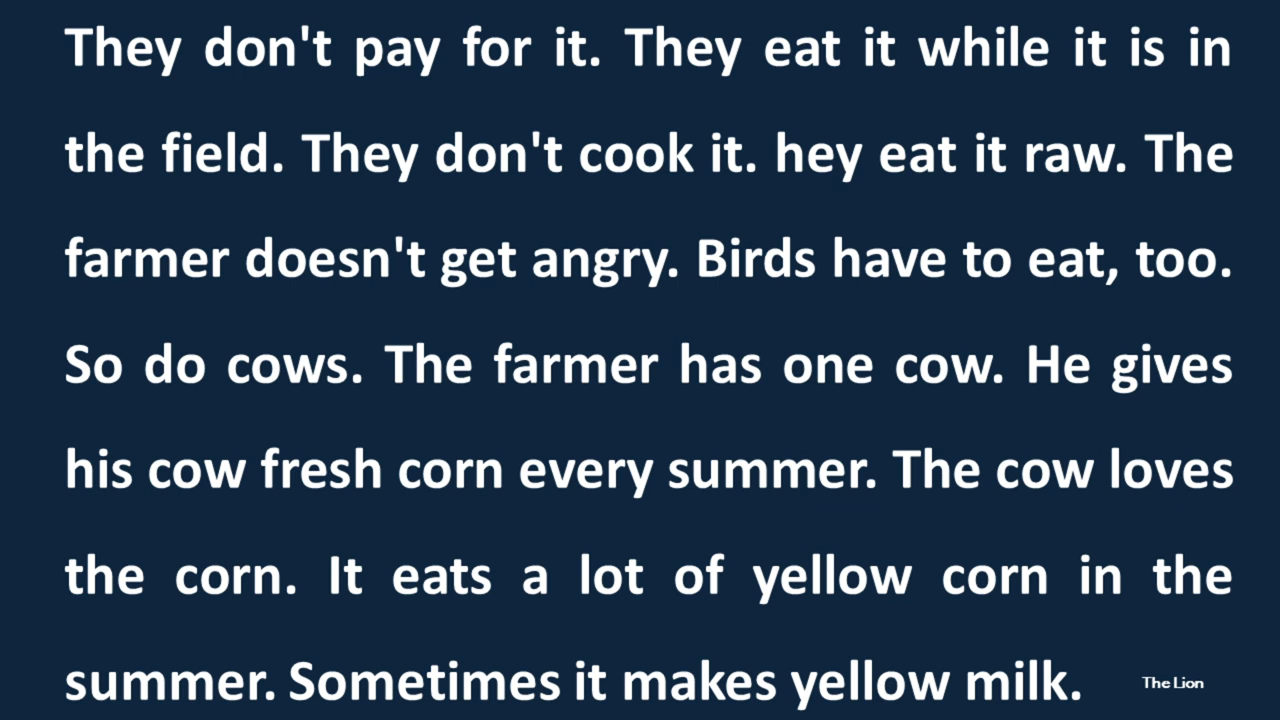 They don't pay for it. They eat it while it is in
the field. They don't cook it. hey eat it raw. The
farmer doesn't get angry. Birds have to eat, too.
So do cows. The farmer has one cow. He gives
his cow fresh corn every summer. The cow loves
the corn. It eats a lot of yellow corn in the
summer. Sometimes it makes yellow milk.
The Lion